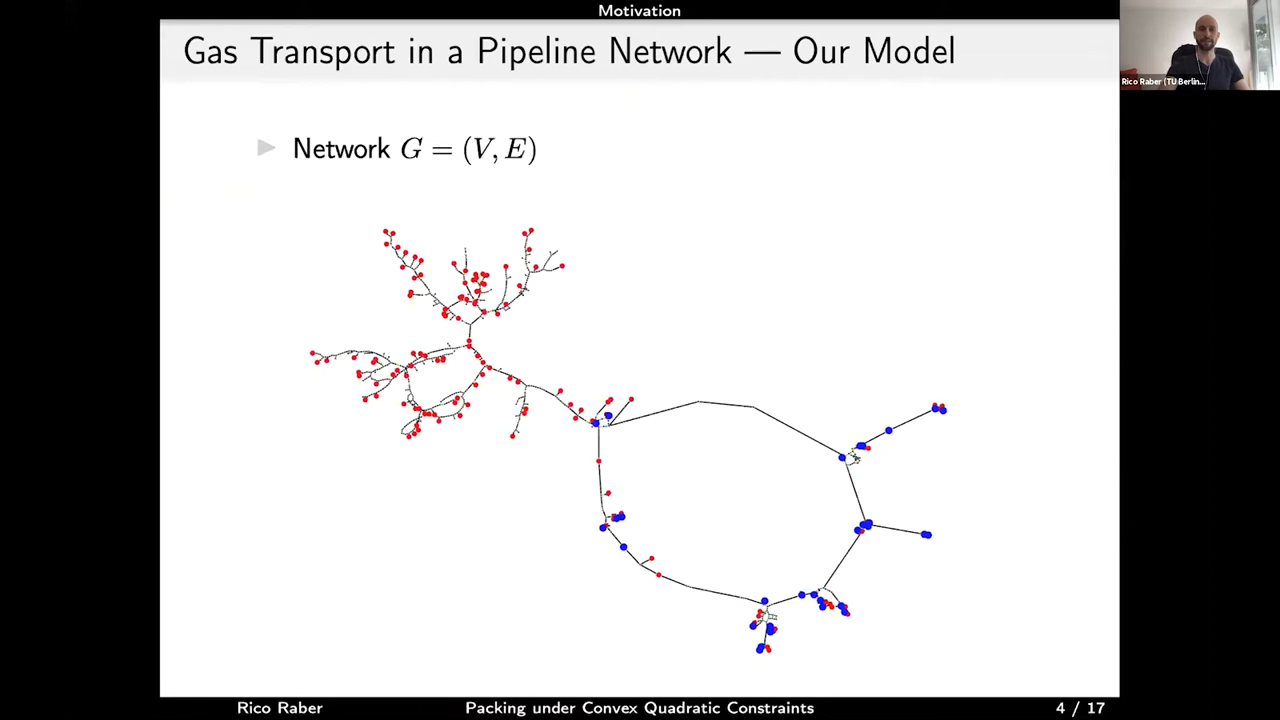 Motivation
Gas Transport in a Pipeline Network — Our Model
Rico Raber (TU Berlin...
Network G = (V, E)
Rico Raber
Packing under Convex Quadratic Constraints
4 / 17